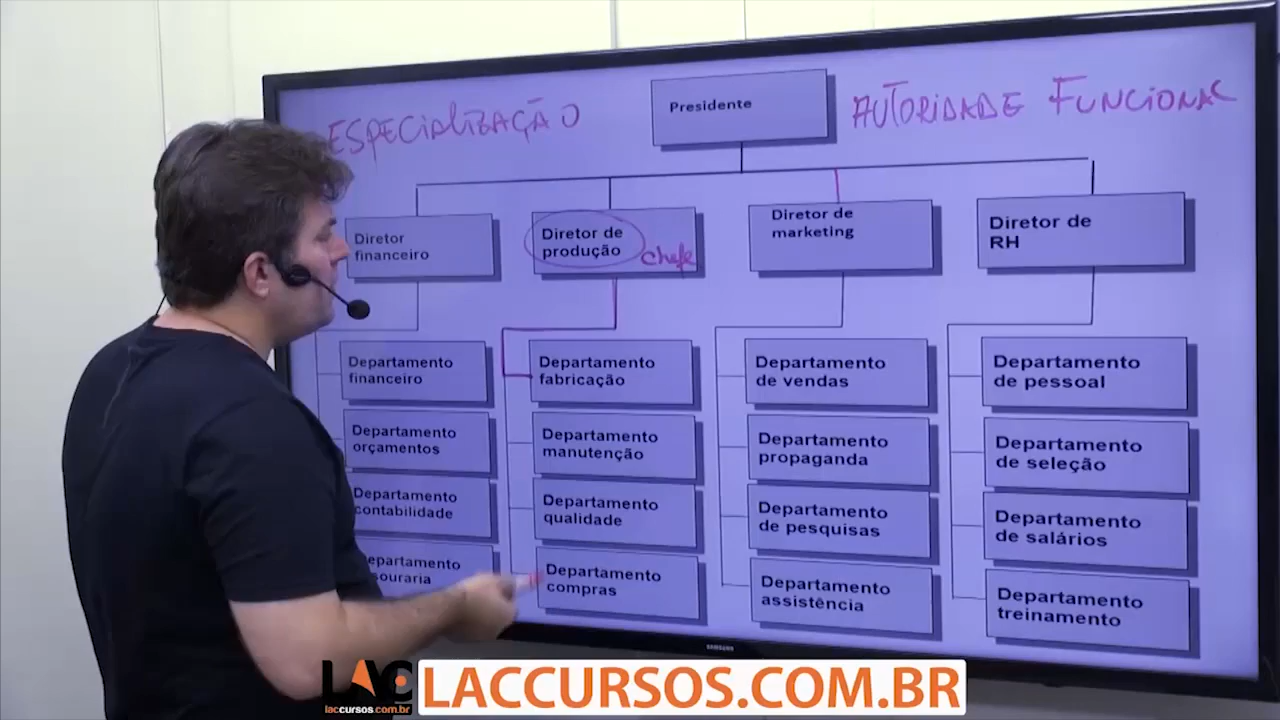 ESPECIALIZAÇÃO
Presidente
AUTORIDADE FUNCIONAL
Diretor
financeiro
Diretor de
produção
chefe
Diretor de
marketing
Diretor de
RH
Departamento
financeiro
Departamento
orçamentos
Departamento
contabilidade
epartamento
souraria
Departamento
fabricação
Departamento
manutenção
Departamento
qualidade
Departamento
compras
Departamento
de vendas
Departamento
propaganda
Departamento
de pesquisas
Departamento
assistência
Departamento
de pessoal
Departamento
de seleção
Departamento
de salários
Departamento
treinamento
SAMSUNG
LAC
laccursos.com.br
LACCURSOS.COM.BR